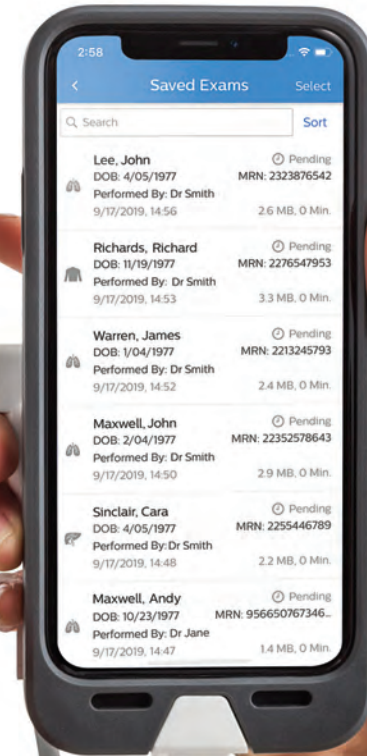 2:58
Saved Exams Select
Search Sort
Lee, John Pending
DOB: 4/05/1977 MRN: 2323876542
Performed By: Dr Smith
9/17/2019, 14:56 2.6 MB, 0 Min.
Richards, Richard Pending
DOB: 11/19/1977 MRN: 2276547953
Performed By: Dr Smith
9/17/2019, 14:53 3.3 MB, 0 Min.
Warren, James Pending
DOB: 1/04/1977 MRN: 2213245793
Performed By: Dr Smith
9/17/2019, 14:52 2.4 MB, 0 Min.
Maxwell, John Pending
DOB: 2/04/1977 MRN: 22352578643
Performed By: Dr Smith
9/17/2019, 14:50 2.9 MB, 0 Min.
Sinclair, Cara Pending
DOB: 4/05/1977 MRN: 2255446789
Performed By: Dr Smith
9/17/2019, 14:48 2.2 MB, 0 Min.
Maxwell, Andy Pending
DOB: 10/23/1977 MRN: 956650767346...
Performed By: Dr Jane
9/17/2019, 14:47 1.4 MB, 0 Min.